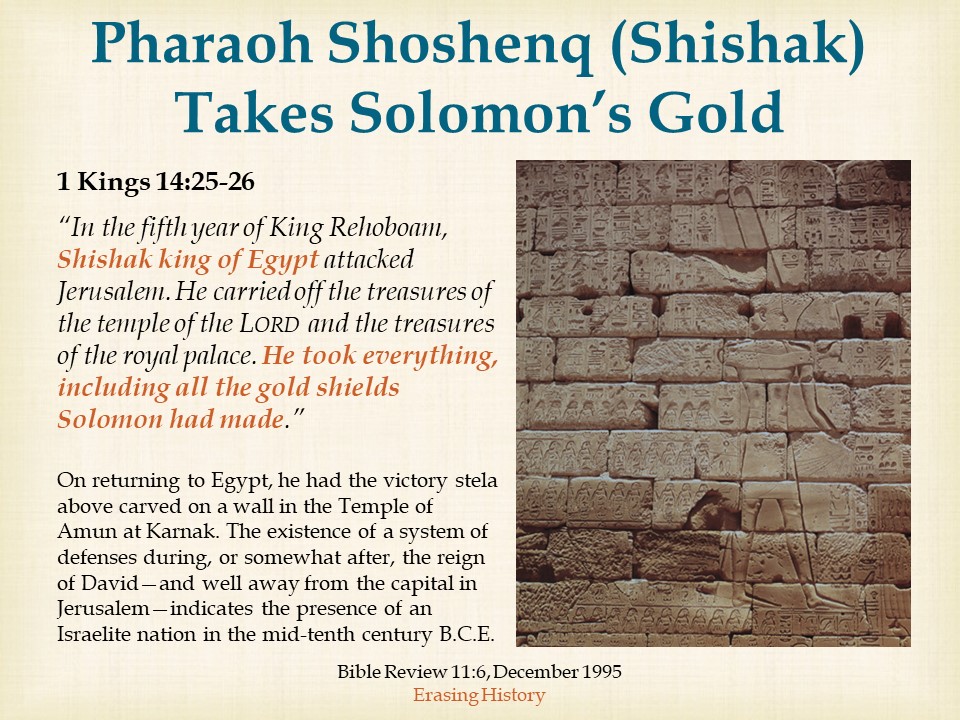 Pharaoh Shoshenq (Shishak)
Takes Solomon’s Gold
1 Kings 14:25-26
“In the fifth year of King Rehoboam,
Shishak king of Egypt attacked
Jerusalem. He carried off the treasures of
the temple of the LORD and the treasures
of the royal palace. He took everything,
including all the gold shields
Solomon had made.”
On returning to Egypt, he had the victory stela
above carved on a wall in the Temple of
Amun at Karnak. The existence of a system of
defenses during, or somewhat after, the reign
of David—and well away from the capital in
Jerusalem—indicates the presence of an
Israelite nation in the mid-tenth century B.C.E.
Bible Review 11:6, December 1995
Erasing History